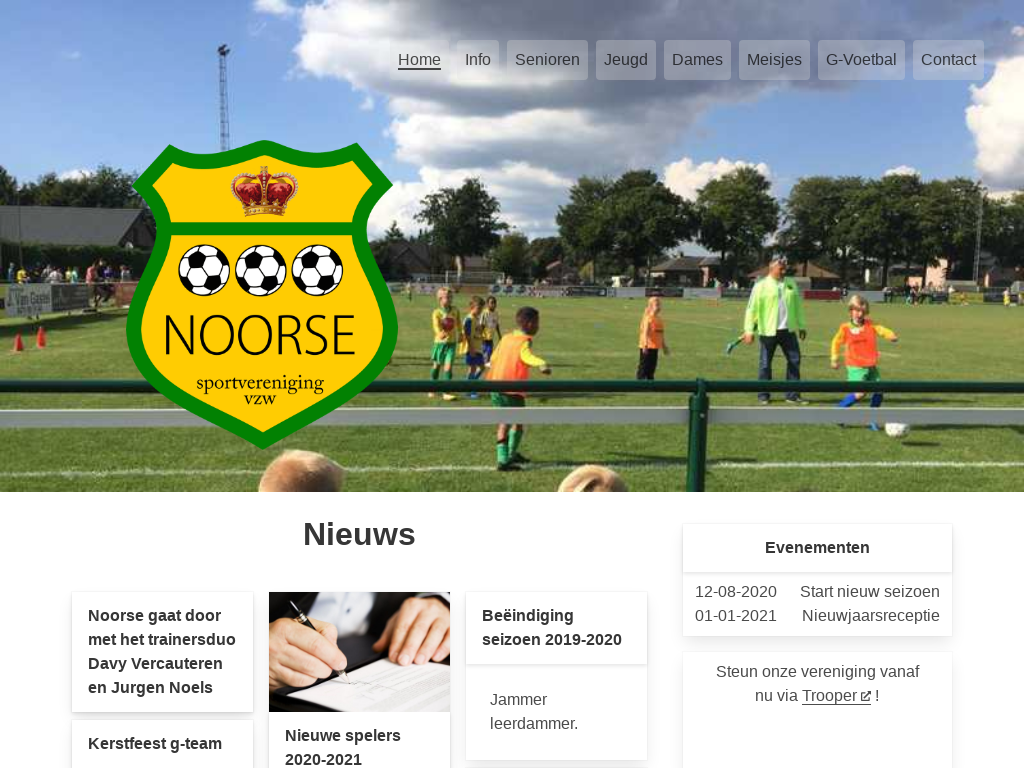 Home Info Senioren Jeugd Dames Meisjes G-Voetbal Contact
NOORSE
sportvereniging
vzw
Nieuws
Noorse gaat door
met het trainersduo
Davy Vercauteren
en Jurgen Noels
Kerstfeest g-team
Nieuwe spelers
2020-2021
Beëindiging
seizoen 2019-2020
Jammer
leerdammer.
Evenementen
12-08-2020 Start nieuw seizoen
01-01-2021 Nieuwjaarsreceptie
Steun onze vereniging vanaf
nu via Trooper !